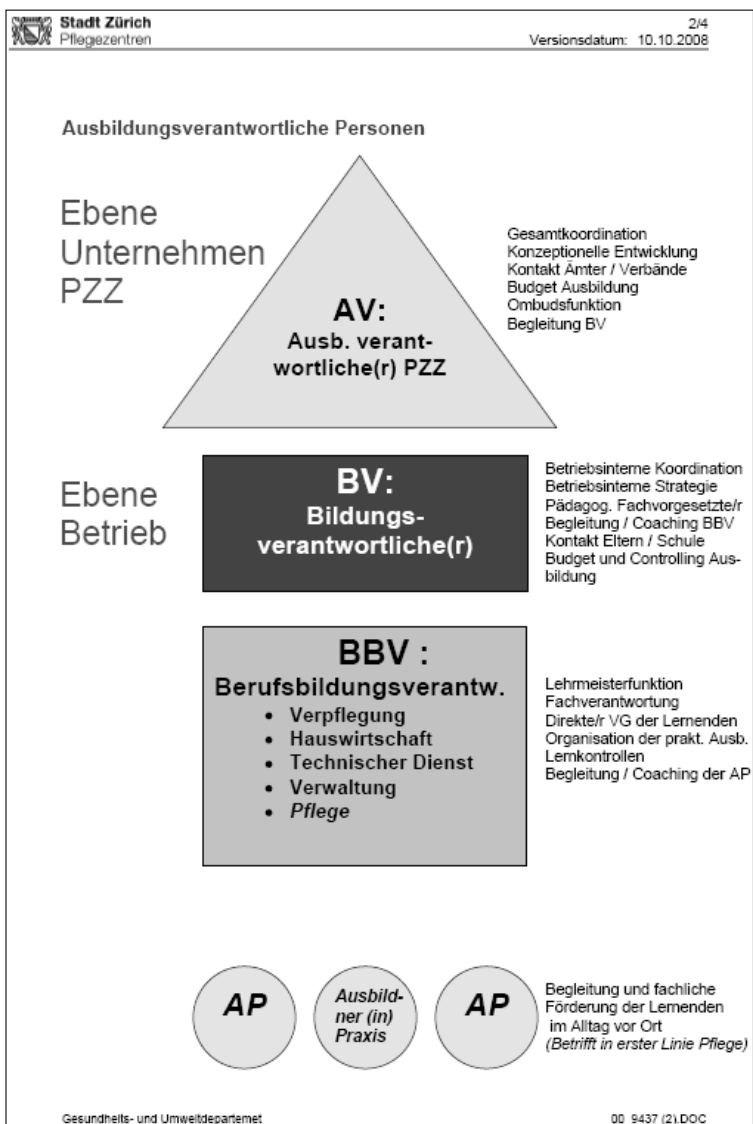 Stadt Zürich
Pflegezentren
2/4
Versionsdatum: 10.10.2008
Ausbildungsverantwortliche Personen
Ebene
Unternehmen
PZZ
AV:
Ausb. verant-
wortliche(r) PZZ
Gesamtkoordination
Konzeptionelle Entwicklung
Kontakt Ämter / Verbände
Budget Ausbildung
Ombudsfunktion
Begleitung BV
Ebene
Betrieb
BV:
Bildungs-
verantwortliche(r)
Betriebsinterne Koordination
Betriebsinterne Strategie
Pädagog. Fachvorgesetzte/r
Begleitung / Coaching BBV
Kontakt Eltern / Schule
Budget und Controlling Aus-
bildung
BBV :
Berufsbildungsverantw.
• Verpflegung
• Hauswirtschaft
• Technischer Dienst
• Verwaltung
• Pflege
Lehrmeisterfunktion
Fachverantwortung
Direkte/r VG der Lernenden
Organisation der prakt. Ausb.
Lernkontrollen
Begleitung / Coaching der AP
AP
Ausbild-
ner (in)
Praxis
AP
Begleitung und fachliche
Förderung der Lernenden
im Alltag vor Ort
(Betrifft in erster Linie Pflege)
Gesundheits- und Umweltdepartemet
00_9437 (2).DOC